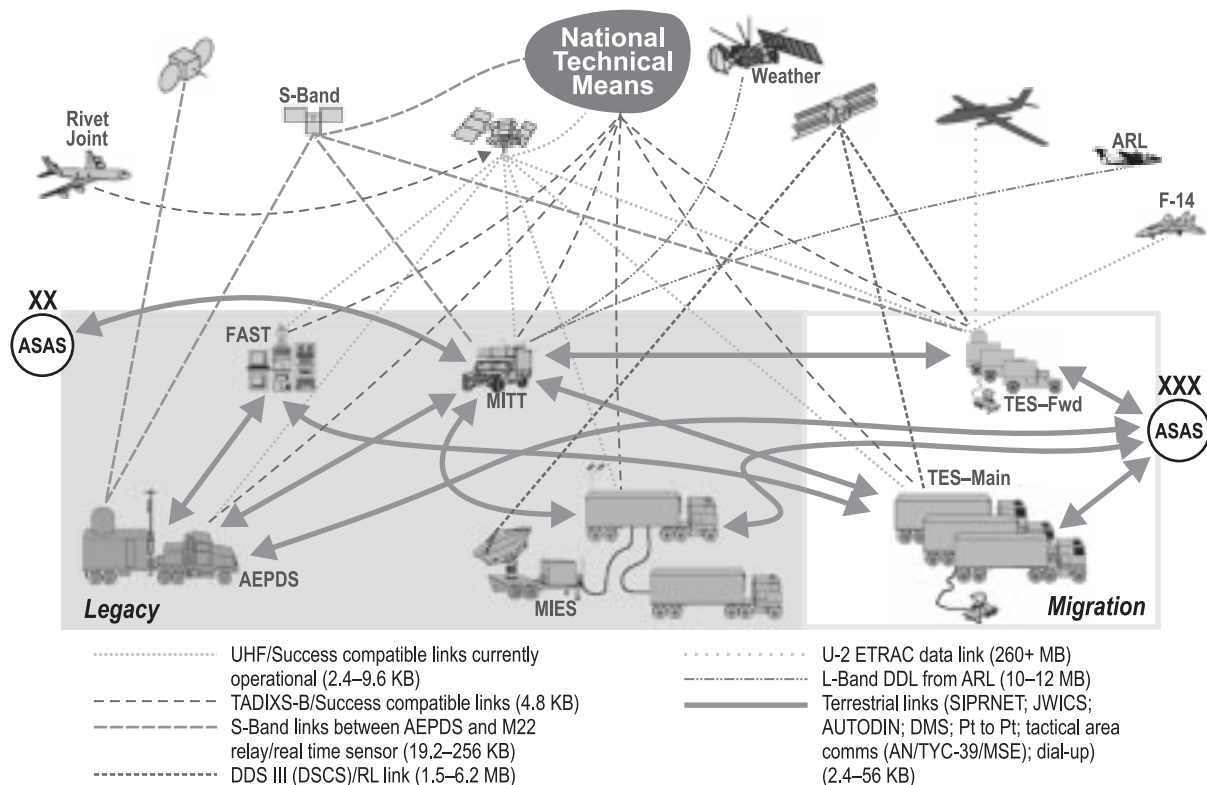 National
Technical
Means
Weather
S-Band
Rivet
Joint
ARL
F-14
XX
ASAS
FAST
MITT
TES–Fwd
XXX
ASAS
TES–Main
AEPDS
MIES
Legacy
Migration
UHF/Success compatible links currently
operational (2.4–9.6 KB)
TADIXS-B/Success compatible links (4.8 KB)
S-Band links between AEPDS and M22
relay/real time sensor (19.2–256 KB)
DDS III (DSCS)/RL link (1.5–6.2 MB)
U-2 ETRAC data link (260+ MB)
L-Band DDL from ARL (10–12 MB)
Terrestrial links (SIPRNET; JWICS;
AUTODIN; DMS; Pt to Pt; tactical area
comms (AN/TYC-39/MSE); dial-up)
(2.4–56 KB)